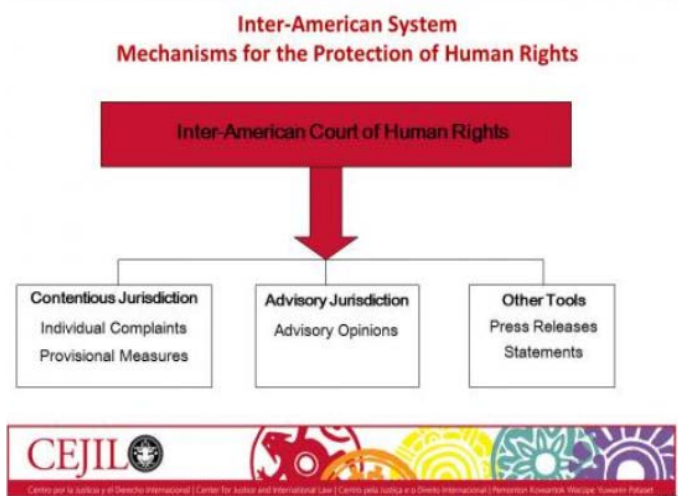 Inter-American System
Mechanisms for the Protection of Human Rights
Inter-American Court of Human Rights
Contentious Jurisdiction
Individual Complaints
Provisional Measures
Advisory Jurisdiction
Advisory Opinions
Other Tools
Press Releases
Statements
CEJIL
Centro por la Justicia y el Derecho Internacional | Center for Justice and International Law | Centro pela Justiça e o Direito Internacional |